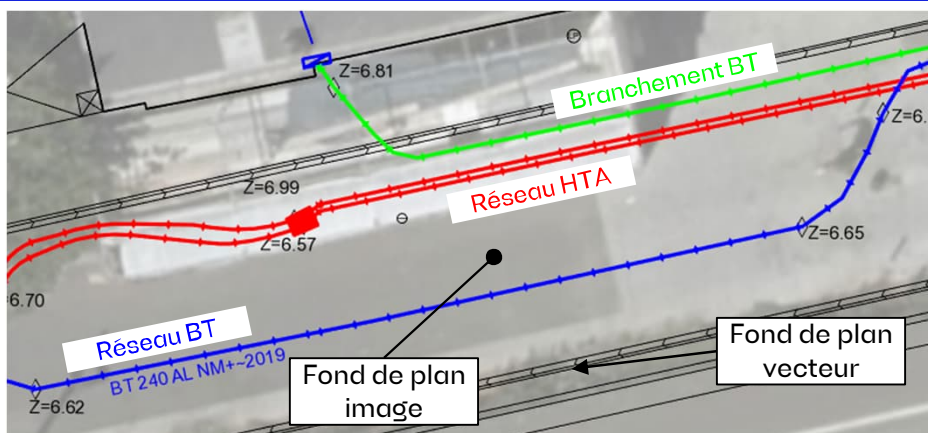 Z=6.81
Branchement BT
Z=6.
Z=6.99
Réseau HTA
Z=6.57
Z=6.65
6.70
Réseau BT
BT 240 AL NM+~2019
Fond de plan
vecteur
Fond de plan
image
Z=6.62